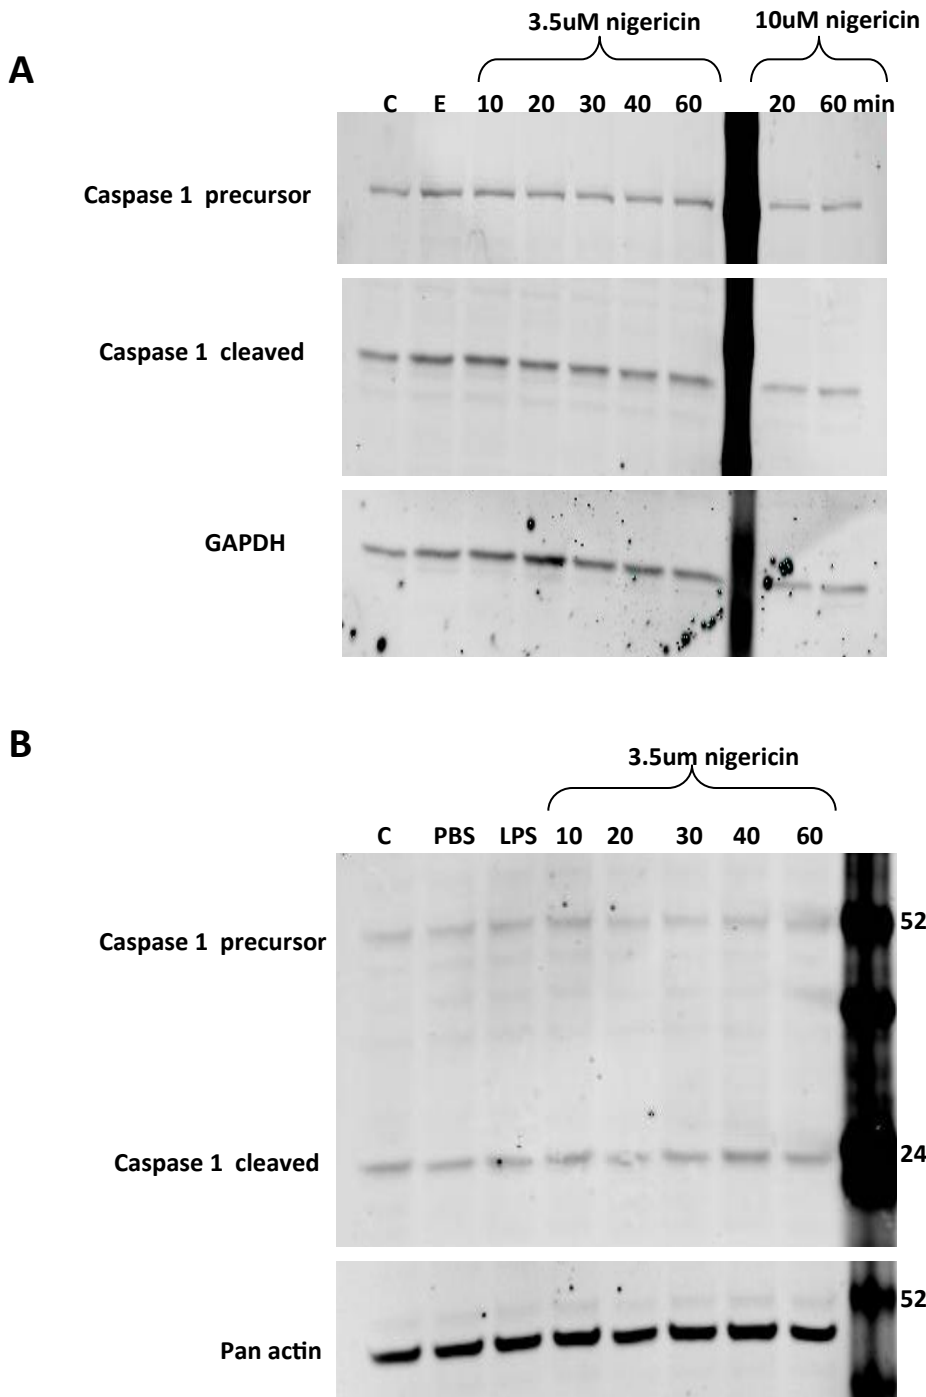 3.5uM nigericin 10uM nigericin
A
C E 10 20 30 40 60 20 60 min
Caspase 1 precursor
Caspase 1 cleaved
GAPDH
B
3.5um nigericin
C PBS LPS 10 20 30 40 60
52
Caspase 1 precursor
Caspase 1 cleaved 24
52
Pan actin